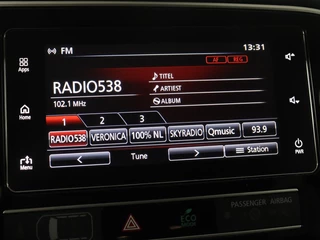 FM 13:31
AF REG
Apps
RADIO538
102.1 MHz
TITEL
ARTIEST
ALBUM
Home
1 2 3
RADIO538 VERONICA 100% NL SKYRADIO Qmusic 93.9
Tune
Station
Menu
PWR
PASSENGER AIRBAG
ECO